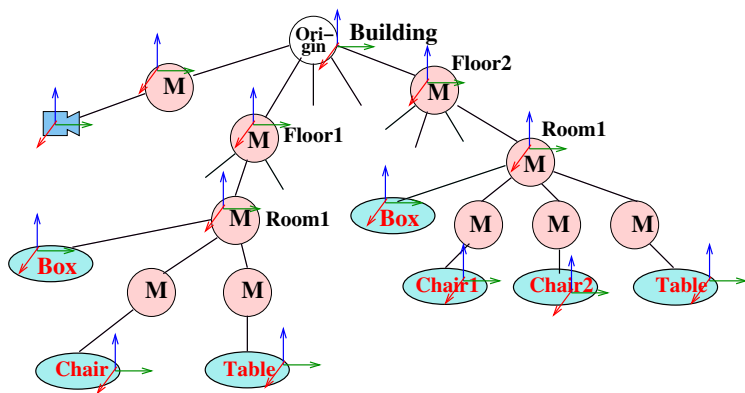 Ori-
gin
Building
Floor2
M
M
Floor1
M
Room1
M
M
Room1
Box
M
M
M
Box
M
M
Chair1
Chair2
Table
M
Chair
Table